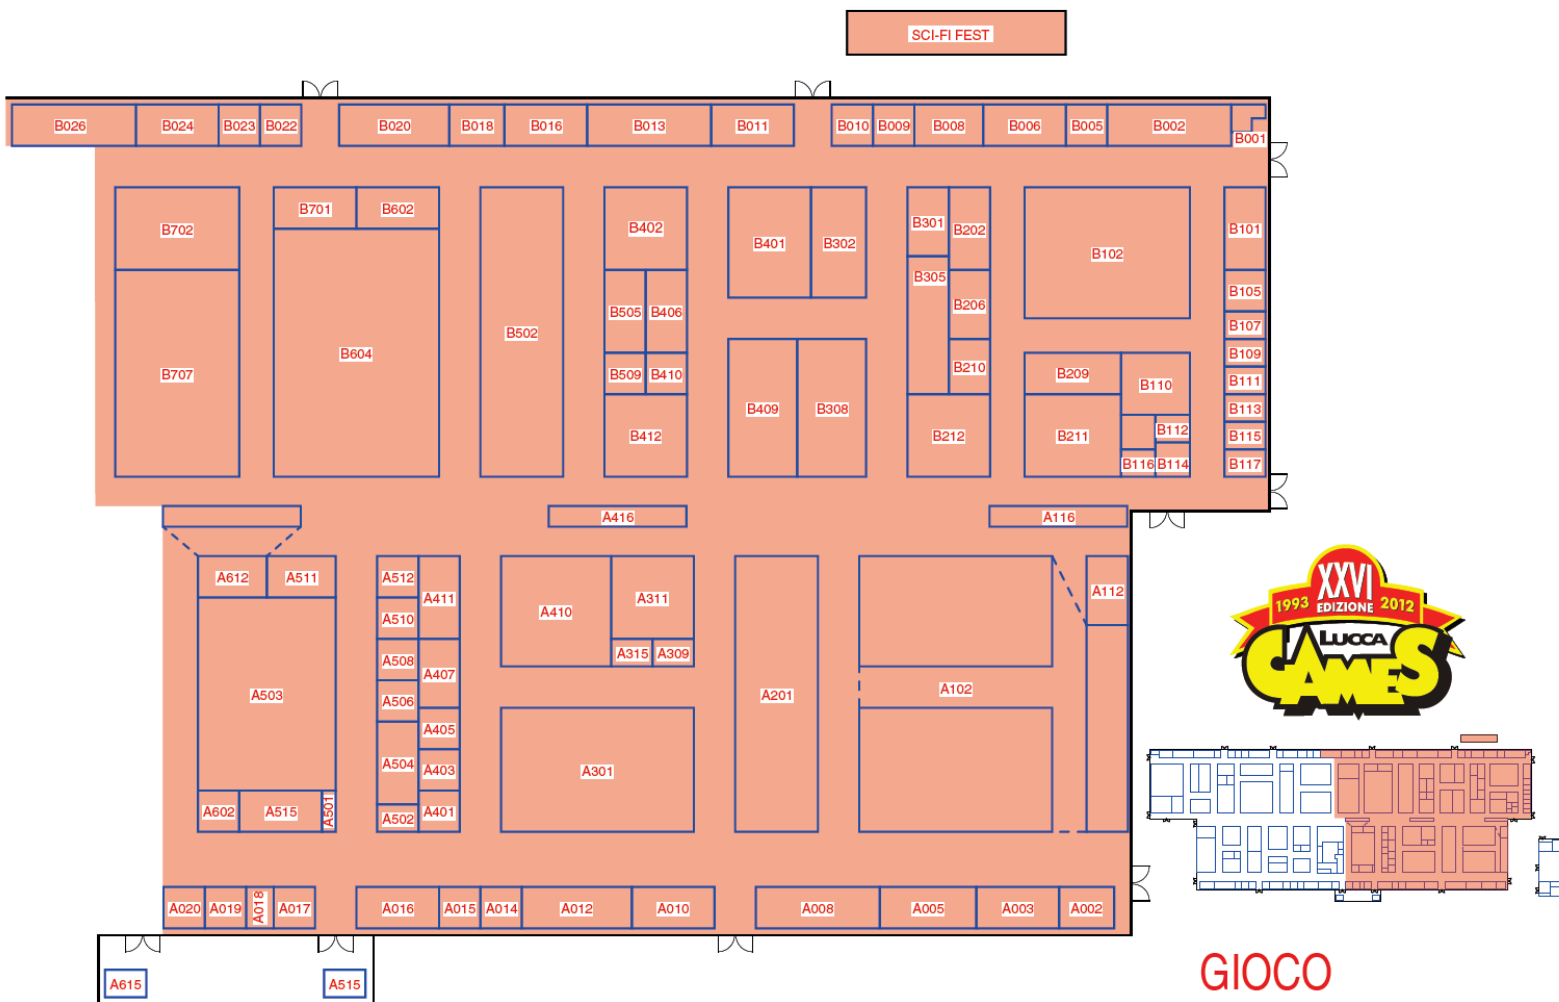 SCI-FI FEST
B026 B024 B023 B022 B020 B018 B016 B013 B011 B010 B009 B008 B006 B005 B002 B001
B702 B701 B602 B402 B401 B302 B301 B202 B102 B101
B305 B105
B505 B406 B206 B107
B707 B604 B502 B109
B509 B410 B210 B209 B110 B111
B409 B308 B113
B412 B212 B211 B112 B115
B116 B114 B117
A416 A116
A612 A511 A512 A411 A410 A311 A112
A510
A508 A407 A315 A309
A503 A506 A201 A102
A504 A405
A403 A301
A602 A515 A501 A502 A401
A020 A019 A018 A017 A016 A015 A014 A012 A010 A008 A005 A003 A002
A615 A515
XXVI
1993 EDIZIONE 2012
LUCCA
GAMES
GIOCO